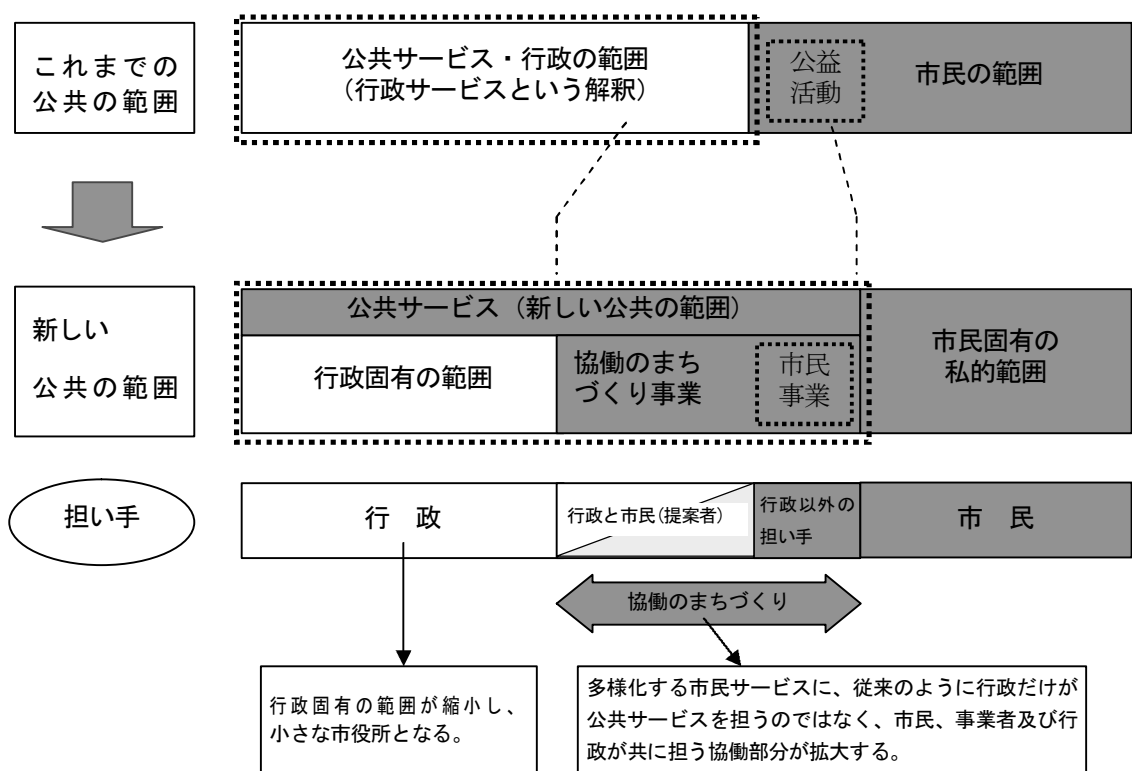 これまでの
公共の範囲
公共サービス・行政の範囲
(行政サービスという解釈)
公益
活動
市民の範囲
新しい
公共の範囲
公共サービス(新しい公共の範囲)
行政固有の範囲
協働のまち
づくり事業
市民
事業
市民固有の
私的範囲
担い手
行 政
行政と市民(提案者)
行政以外の
担い手
市 民
協働のまちづくり
行政固有の範囲が縮小し、
小さな市役所となる。
多様化する市民サービスに、従来のように行政だけが
公共サービスを担うのではなく、市民、事業者及び行
政が共に担う協働部分が拡大する。